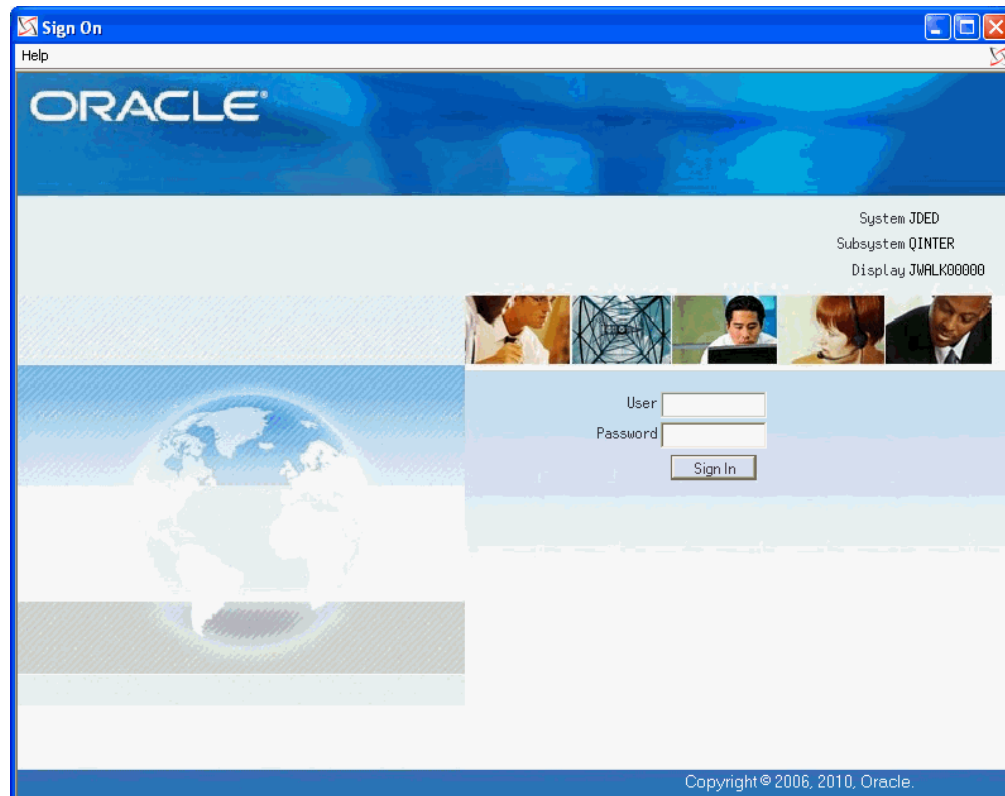 Sign On
Help
ORACLE®
System JDED
Subsystem QINTER
Display JWALK00000
User
Password
Sign In
Copyright © 2006, 2010, Oracle.